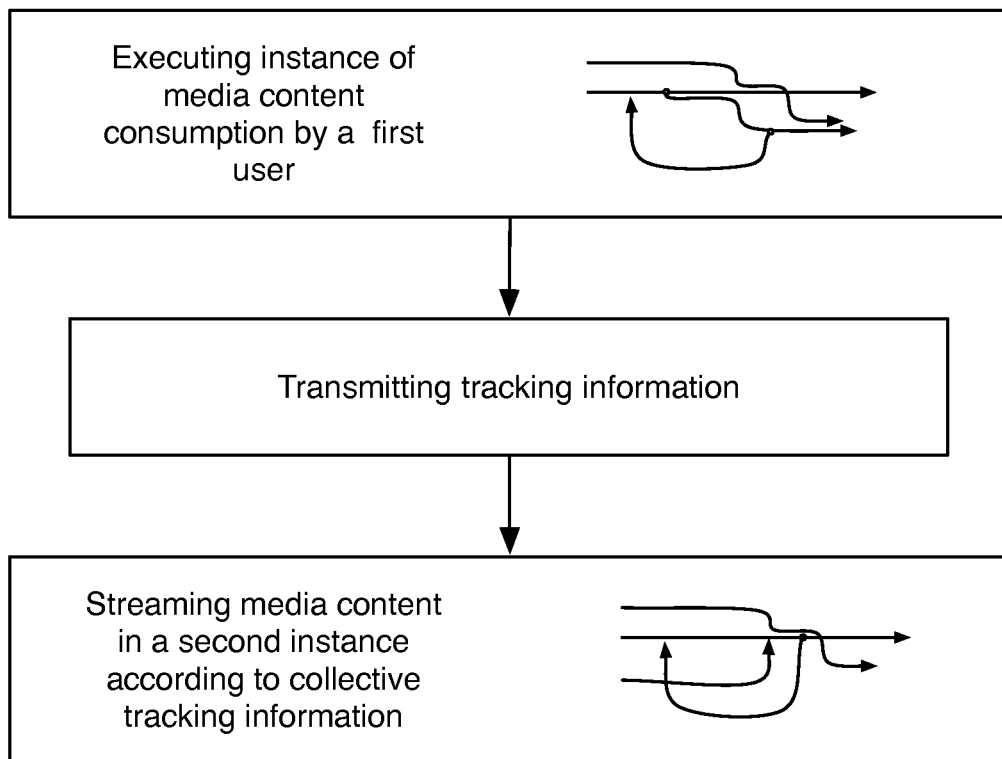 Executing instance of
media content
consumption by a first
user
Transmitting tracking information
Streaming media content
in a second instance
according to collective
tracking information